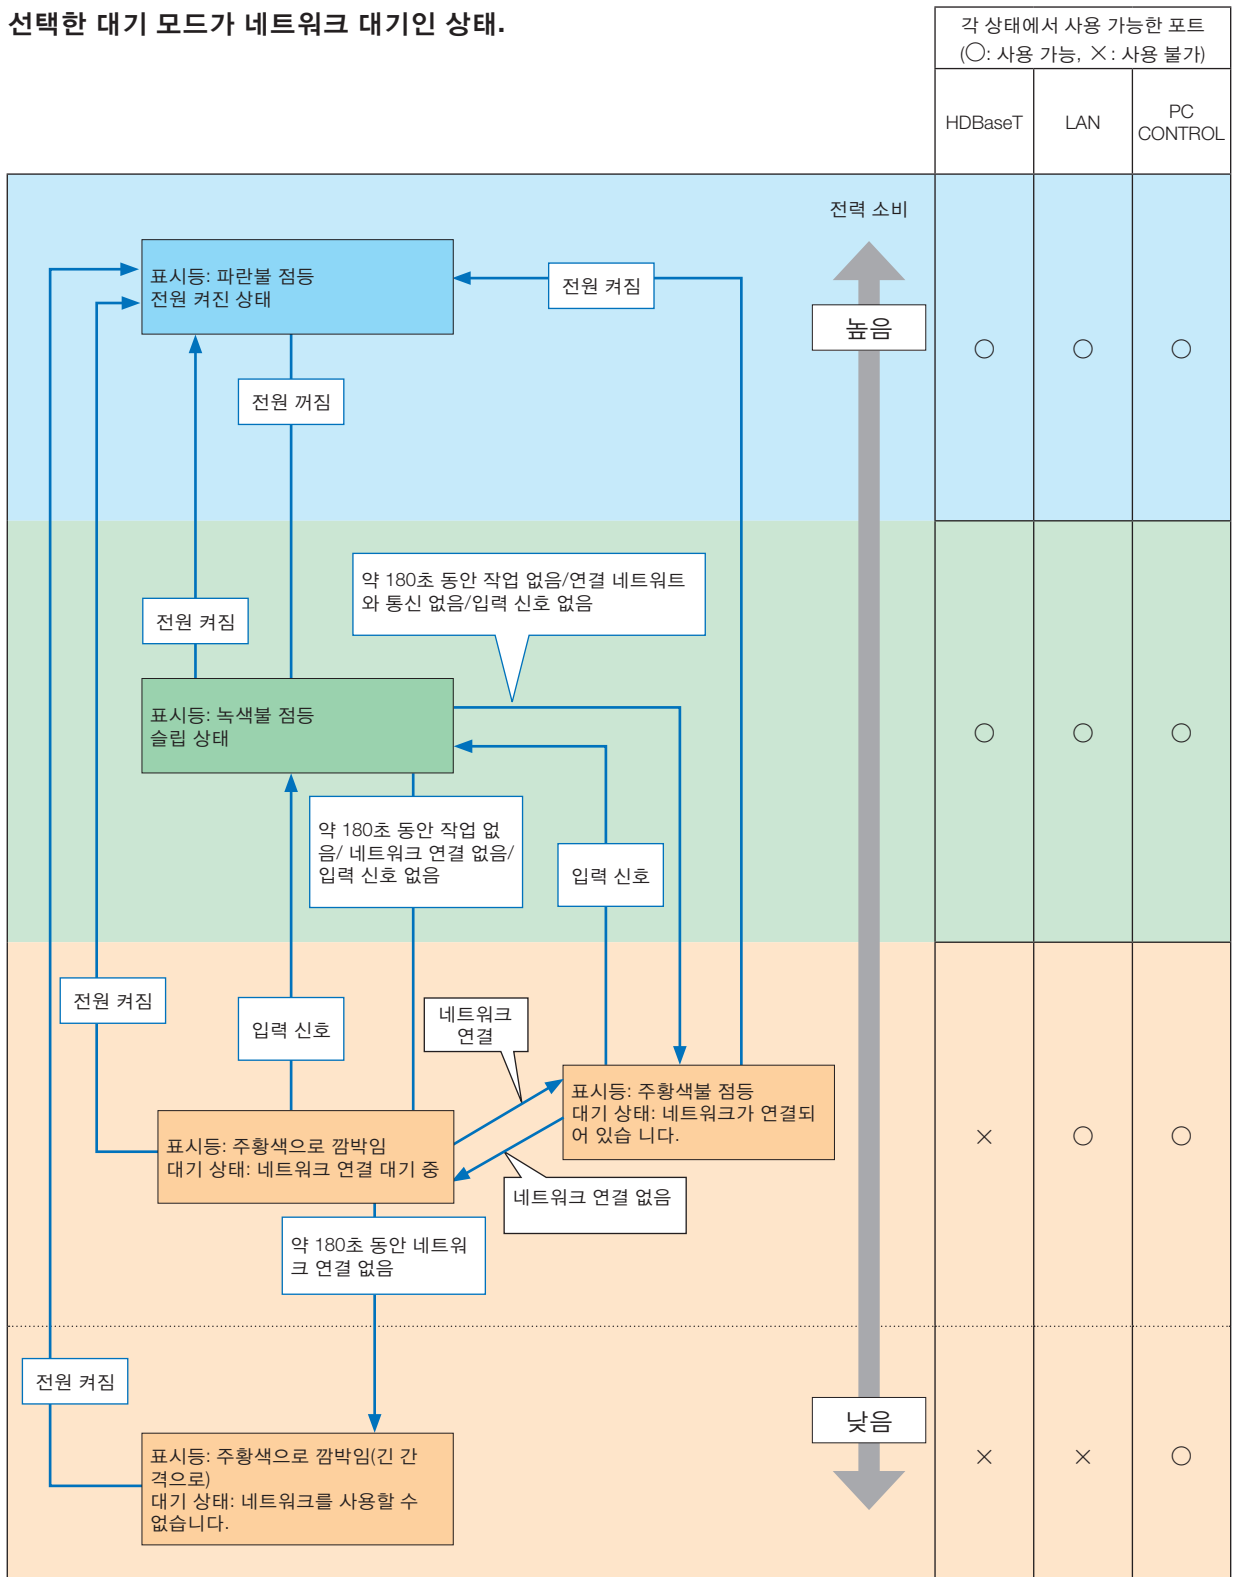 선택한 대기 모드가 네트워크 대기인 상태.
각 상태에서 사용 가능한 포트
(○: 사용 가능, ×: 사용 불가)
HDBaseT
LAN
PC
CONTROL
전력 소비
표시등: 파란불 점등
전원 켜진 상태
전원 켜짐
높음
○ ○ ○
전원 꺼짐
약 180초 동안 작업 없음/연결 네트워트
와 통신 없음/입력 신호 없음
전원 켜짐
표시등: 녹색불 점등
슬립 상태
○ ○ ○
약 180초 동안 작업 없
음/ 네트워크 연결 없음/
입력 신호 없음
입력 신호
전원 켜짐
입력 신호
네트워크
연결
표시등: 주황색불 점등
대기 상태: 네트워크가 연결되
어 있습 니다.
표시등: 주황색으로 깜박임
대기 상태: 네트워크 연결 대기 중
× ○ ○
네트워크 연결 없음
약 180초 동안 네트워
크 연결 없음
전원 켜짐
낮음
표시등: 주황색으로 깜박임(긴 간
격으로)
대기 상태: 네트워크를 사용할 수
없습니다.
× × ○